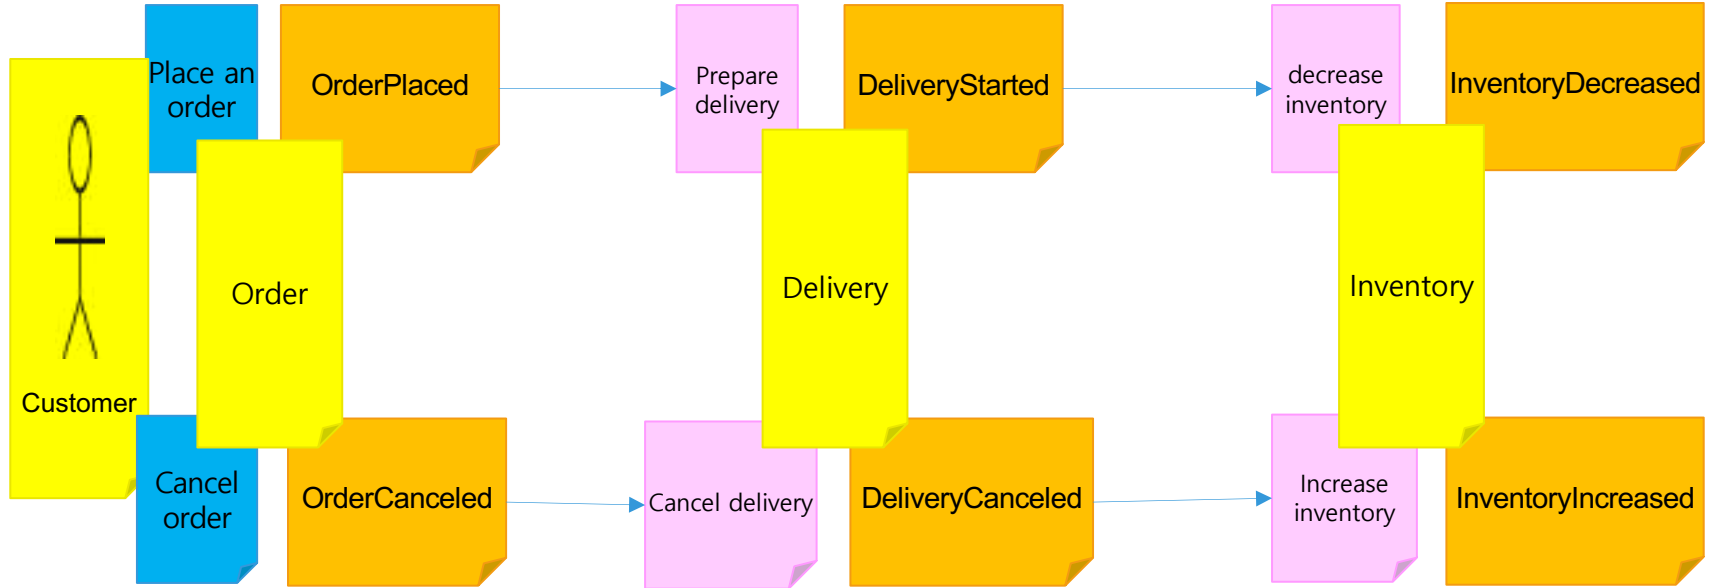 Place an
order
OrderPlaced
Prepare
delivery
DeliveryStarted
decrease
inventory
InventoryDecreased
Customer
Order
Delivery
Inventory
Cancel
order
OrderCanceled
Cancel delivery
DeliveryCanceled
Increase
inventory
InventoryIncreased